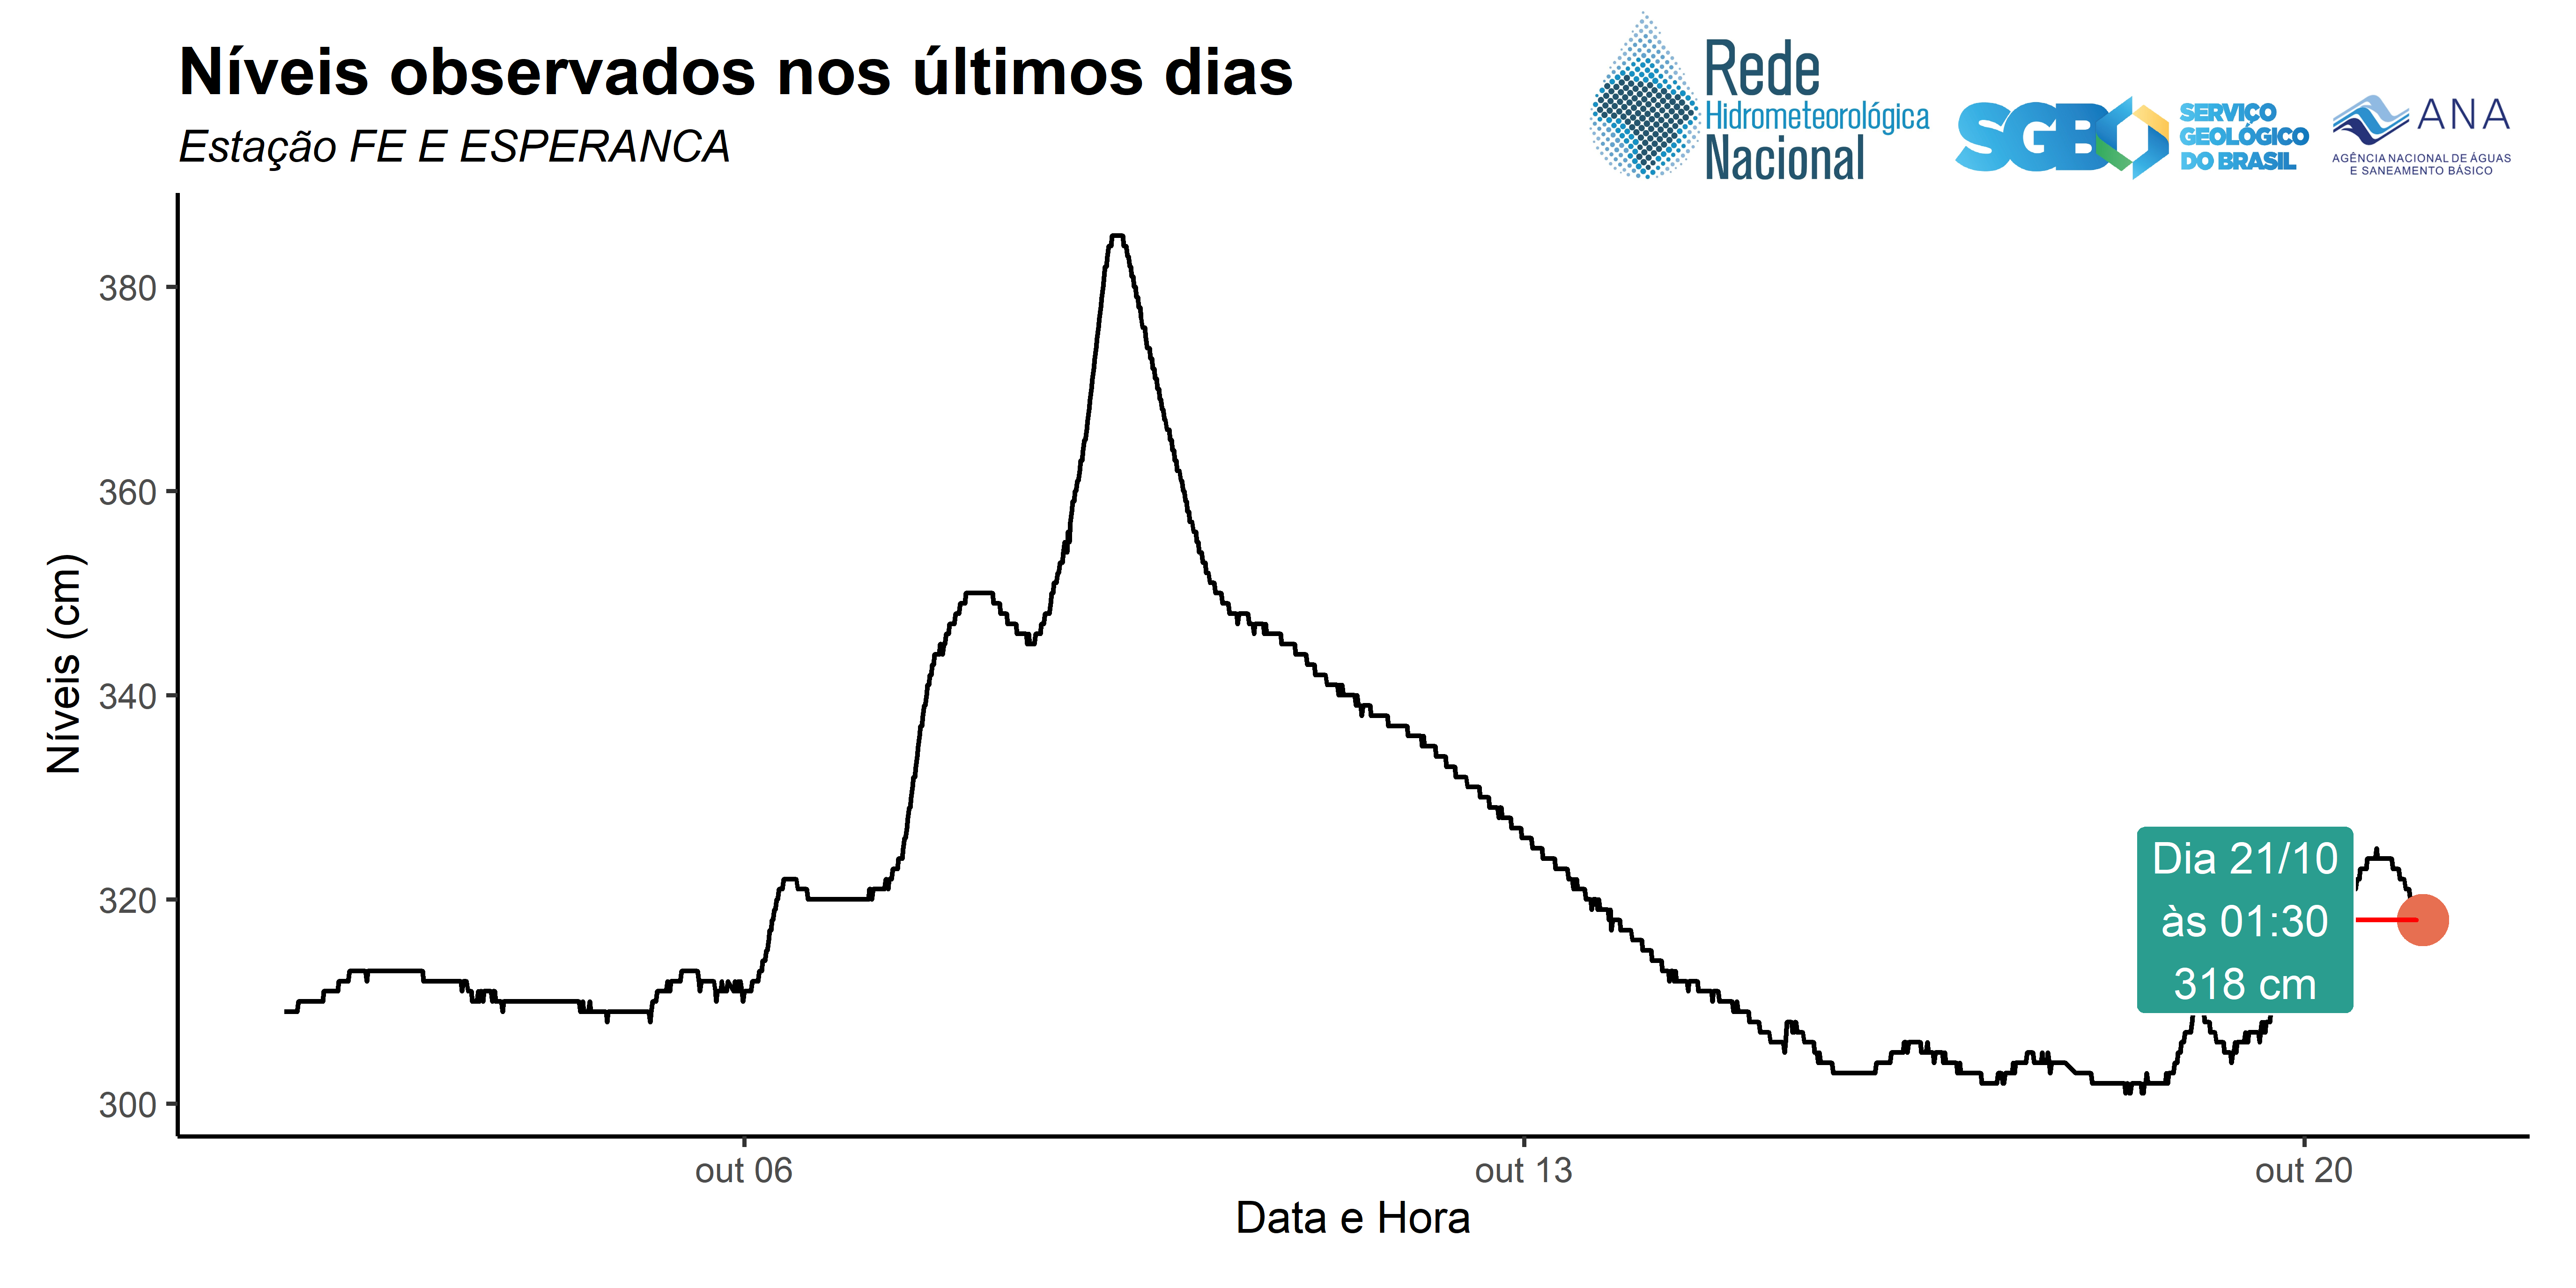 Níveis observados nos últimos dias
Estação FE E ESPERANCA
Rede
Hidrometeorológica
Nacional
SGB
SERVIÇO
GEOLÓGICO
DO BRASIL
ANA
AGÊNCIA NACIONAL DE ÁGUAS
E SANEAMENTO BÁSICO
Níveis (cm)
380
360
340
320
300
Dia 21/10
às 01:30
318 cm
out 06
out 13
out 20
Data e Hora